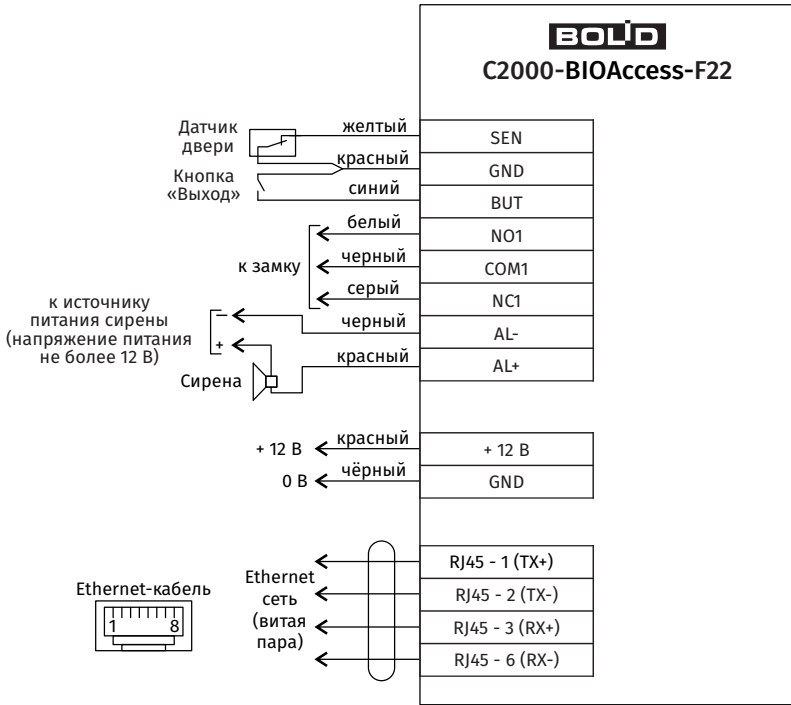 BOLID
C2000-BIOAccess-F22
Датчик
двери
желтый
SEN
красный
GND
Кнопка
«Выход»
синий
BUT
белый
NO1
к замку
черный
COM1
серый
NC1
к источнику
питания сирены
(напряжение питания
не более 12 В)
–
+
черный
AL-
красный
AL+
Сирена
+ 12 В
красный
+ 12 В
0 В
чёрный
GND
Ethernet-кабель
1 8
Ethernet
сеть
(витая
пара)
RJ45 - 1 (TX+)
RJ45 - 2 (TX-)
RJ45 - 3 (RX+)
RJ45 - 6 (RX-)